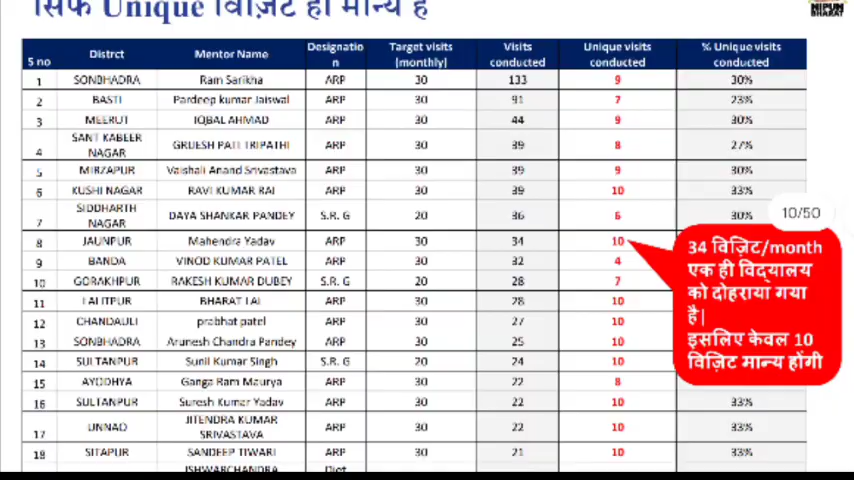 सिर्फ Unique विज़िट ही मान्य है
NIPUN
BHARAT
S no Distrct Mentor Name Designatio n Target visits (monthly) Visits conducted Unique visits conducted % Unique visits conducted
1 SONBHADRA Ram Sarikha ARP 30 133 9 30%
2 BASTI Pardeep kumar Jaiswal ARP 30 91 7 23%
3 MEERUT IQBAL AHMAD ARP 30 44 9 30%
4 SANT KABEER NAGAR GRUESH PATI TRIPATHI ARP 30 39 8 27%
5 MIRZAPUR Vaishali Anand Srivastava ARP 30 39 9 30%
6 KUSHI NAGAR RAVI KUMAR RAI ARP 30 39 10 33%
7 SIDDHARTH NAGAR DAYA SHANKAR PANDEY S.R. G 20 36 6 30%
10/50
8 JAUNPUR Mahendra Yadav ARP 30 34 10
9 BANDA VINOD KUMAR PATEL ARP 30 32 4
10 GORAKHPUR RAKESH KUMAR DUBEY S.R. G 20 28 7
11 LALITPUR BHARAT LAL ARP 30 28 10
12 CHANDAULI prabhat patel ARP 30 27 10
13 SONBHADRA Arunesh Chandra Pandey ARP 30 25 10
14 SULTANPUR Sunil Kumar Singh S.R. G 20 24 10
15 AYODHYA Ganga Ram Maurya ARP 30 22 8
16 SULTANPUR Suresh Kumar Yadav ARP 30 22 10 33%
17 UNNAO JITENDRA KUMAR SRIVASTAVA ARP 30 22 10 33%
18 SITAPUR SANDEEP TIWARI ARP 30 21 10 33%
ISHWARCHANDRA Diet
34 विज़िट/month
एक ही विद्यालय
को दोहराया गया
है|
इसलिए केवल 10
विज़िट मान्य होंगी